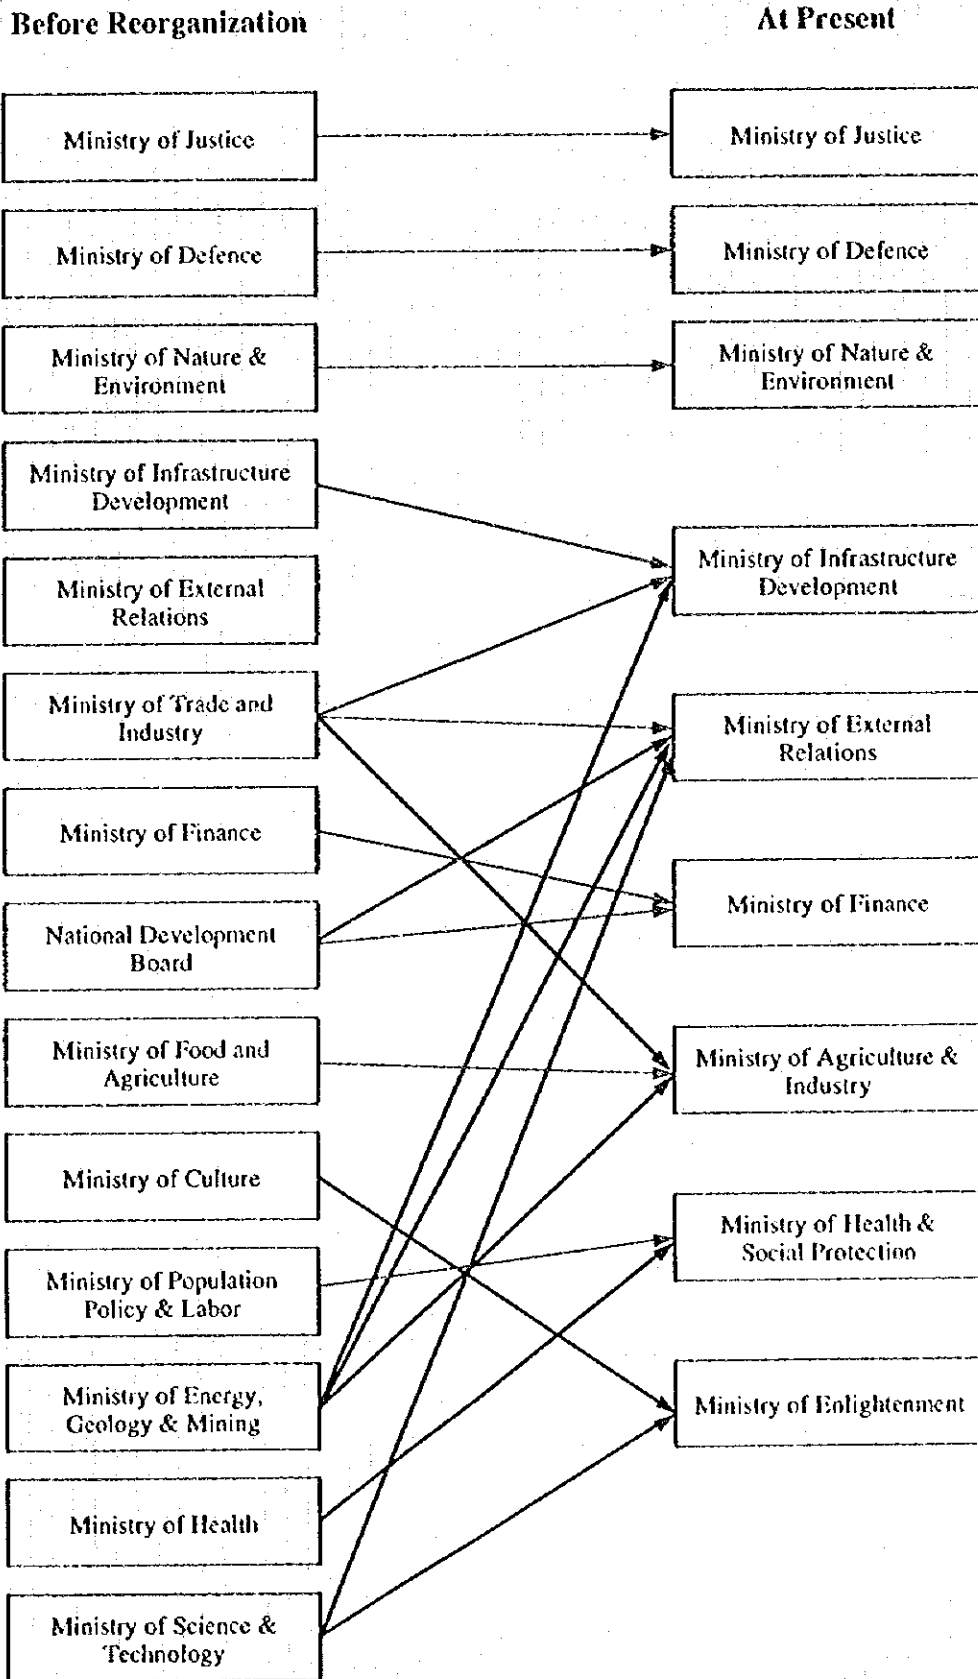 Before Reorganization
At Present
Ministry of Justice
Ministry of Defence
Ministry of Nature &
Environment
Ministry of Infrastructure
Development
Ministry of External
Relations
Ministry of Trade and
Industry
Ministry of Finance
National Development
Board
Ministry of Food and
Agriculture
Ministry of Culture
Ministry of Population
Policy & Labor
Ministry of Energy,
Geology & Mining
Ministry of Health
Ministry of Science &
Technology
Ministry of Justice
Ministry of Defence
Ministry of Nature &
Environment
Ministry of Infrastructure
Development
Ministry of External
Relations
Ministry of Finance
Ministry of Agriculture &
Industry
Ministry of Health &
Social Protection
Ministry of Enlightenment